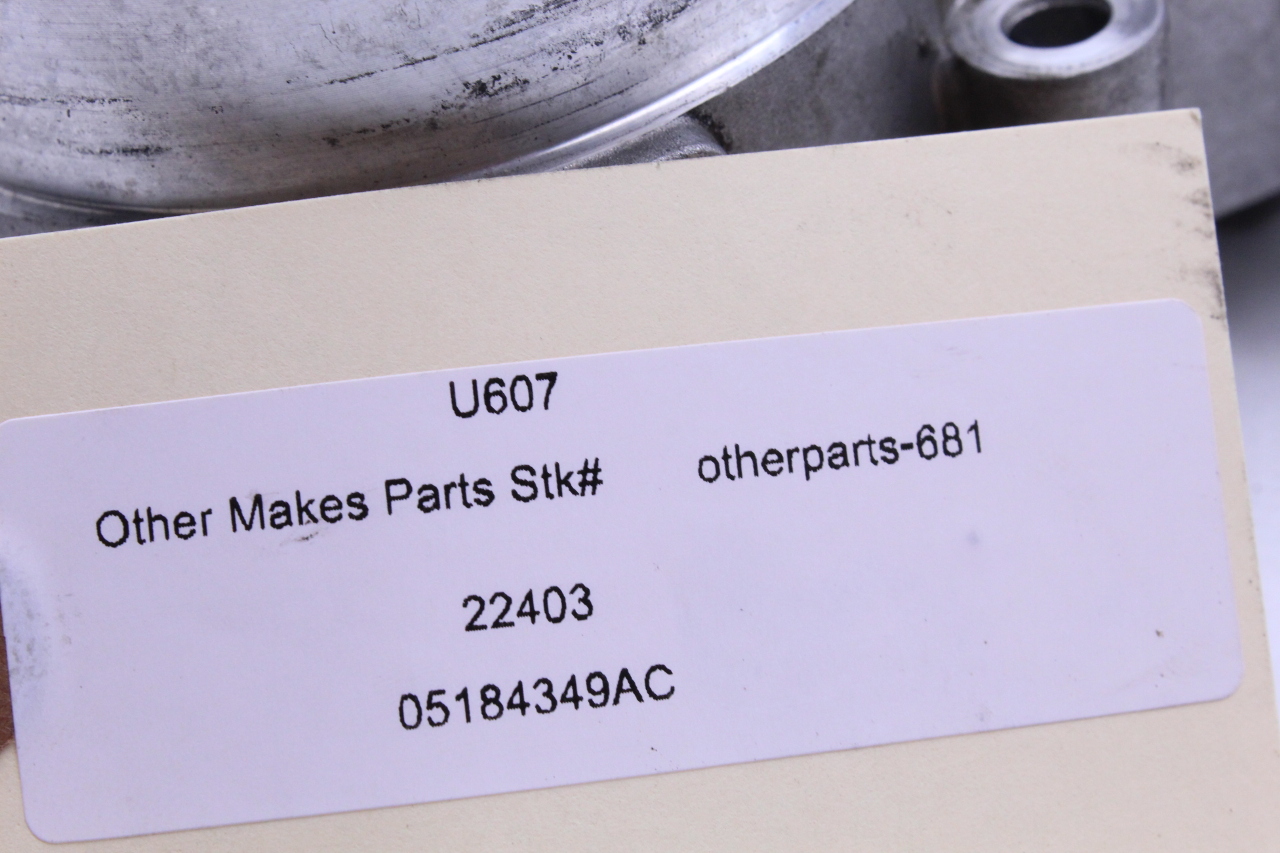 U607
Other Makes Parts Stk# otherparts-681
22403
05184349AC